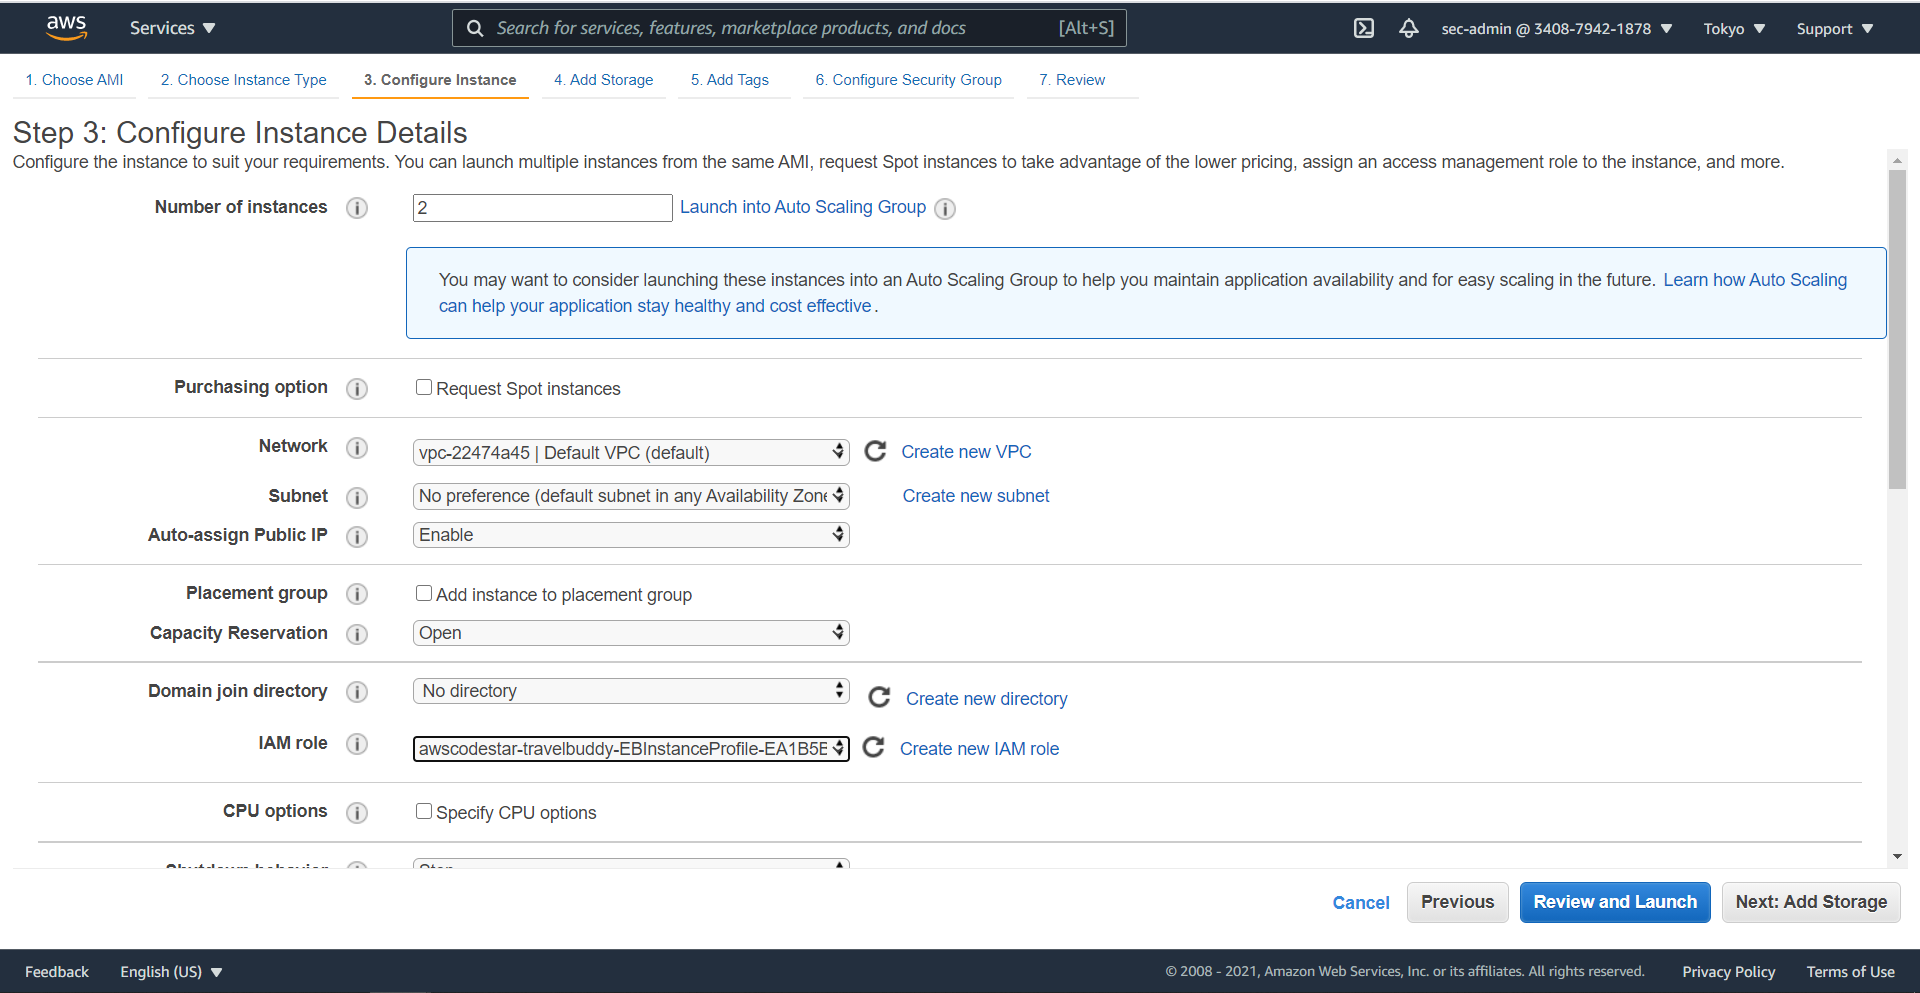 aws Services Search for services, features, marketplace products, and docs [Alt+S] sec-admin @ 3408-7942-1878 Tokyo Support
1. Choose AMI 2. Choose Instance Type 3. Configure Instance 4. Add Storage 5. Add Tags 6. Configure Security Group 7. Review
Step 3: Configure Instance Details
Configure the instance to suit your requirements. You can launch multiple instances from the same AMI, request Spot instances to take advantage of the lower pricing, assign an access management role to the instance, and more.
Number of instances 2 Launch into Auto Scaling Group
You may want to consider launching these instances into an Auto Scaling Group to help you maintain application availability and for easy scaling in the future. Learn how Auto Scaling
can help your application stay healthy and cost effective .
Purchasing option Request Spot instances
Network vpc-22474a45 | Default VPC (default) Create new VPC
Subnet No preference (default subnet in any Availability Zone Create new subnet
Auto-assign Public IP Enable
Placement group Add instance to placement group
Capacity Reservation Open
Domain join directory No directory Create new directory
IAM role awscodestar-travelbuddy-EBInstanceProfile-EA1B5E Create new IAM role
CPU options Specify CPU options
Shutdown behavior Stop
Cancel Previous Review and Launch Next: Add Storage
Feedback English (US) © 2008 - 2021, Amazon Web Services, Inc. or its affiliates. All rights reserved. Privacy Policy Terms of Use